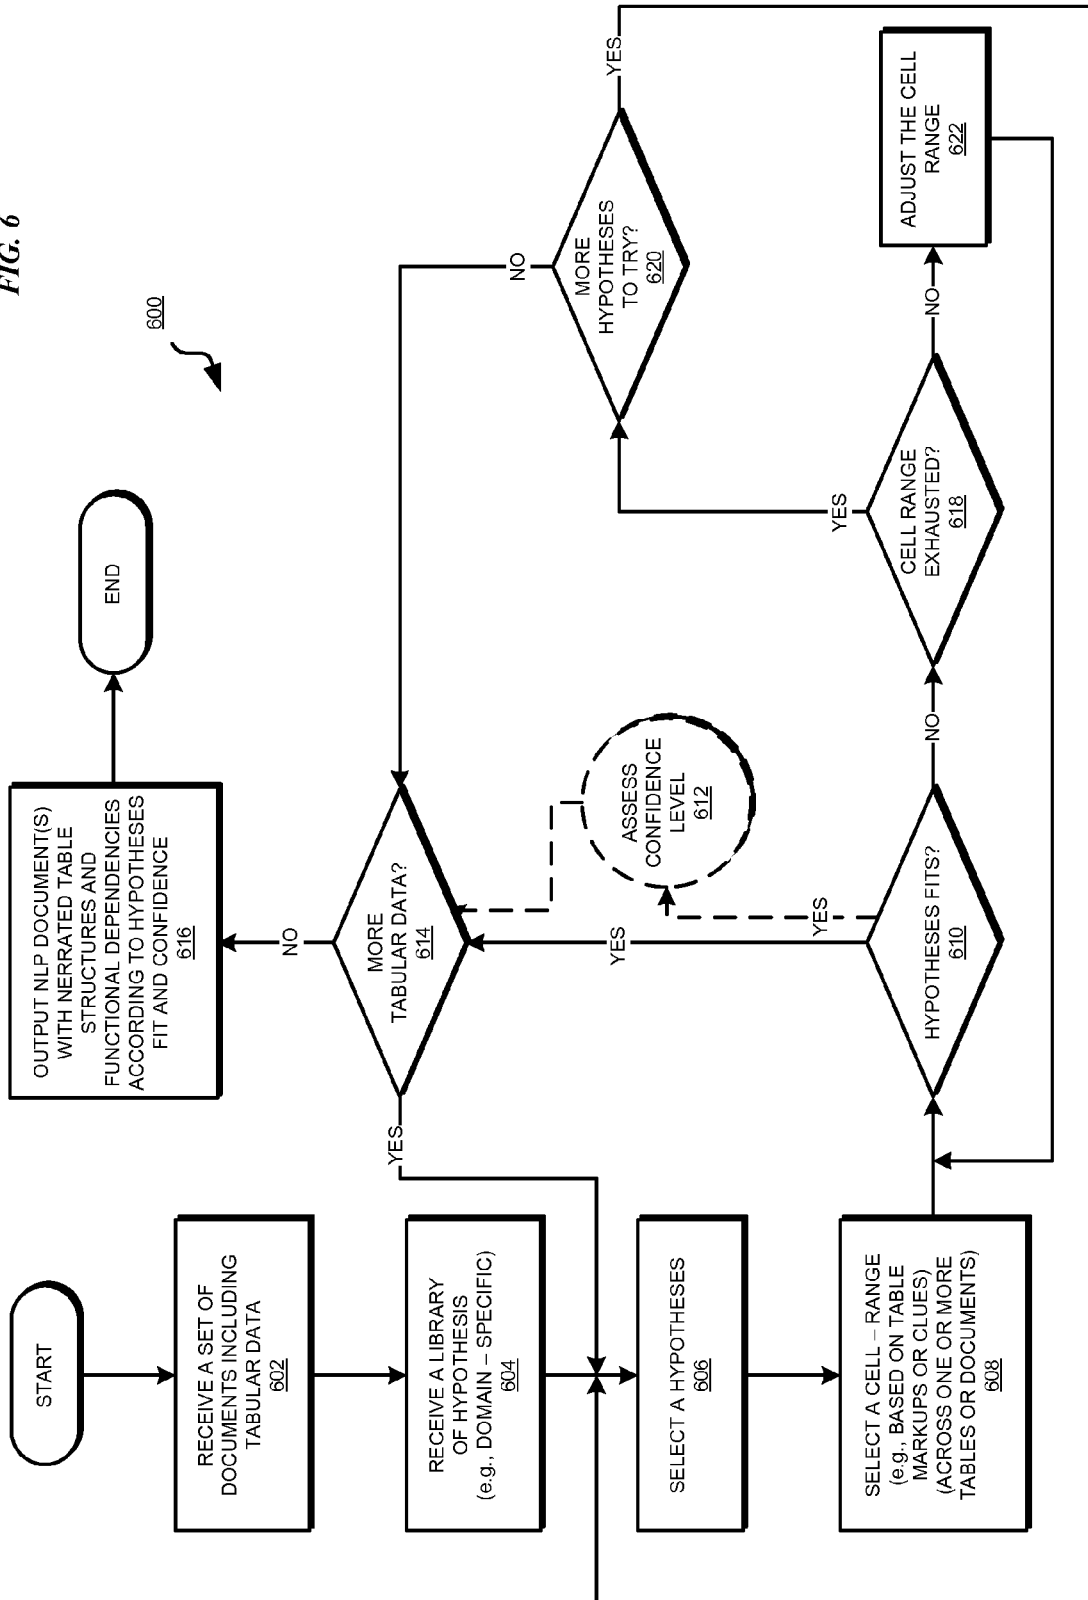 FIG. 6
600
START
RECEIVE A SET OF
DOCUMENTS INCLUDING
TABULAR DATA
602
RECEIVE A LIBRARY
OF HYPOTHESIS
(e.g., DOMAIN – SPECIFIC)
604
SELECT A HYPOTHESES
606
SELECT A CELL – RANGE
(e.g., BASED ON TABLE
MARKUPS OR CLUES)
(ACROSS ONE OR MORE
TABLES OR DOCUMENTS)
608
HYPOTHESES FITS?
610
YES
YES
NO
ASSESS
CONFIDENCE
LEVEL
612
MORE
TABULAR DATA?
614
YES
NO
OUTPUT NLP DOCUMENT(S)
WITH NERRATED TABLE
STRUCTURES AND
FUNCTIONAL DEPENDENCIES
ACCORDING TO HYPOTHESES
FIT AND CONFIDENCE
616
END
CELL RANGE
EXHAUSTED?
618
YES
NO
MORE
HYPOTHESES
TO TRY?
620
NO
YES
ADJUST THE CELL
RANGE
622